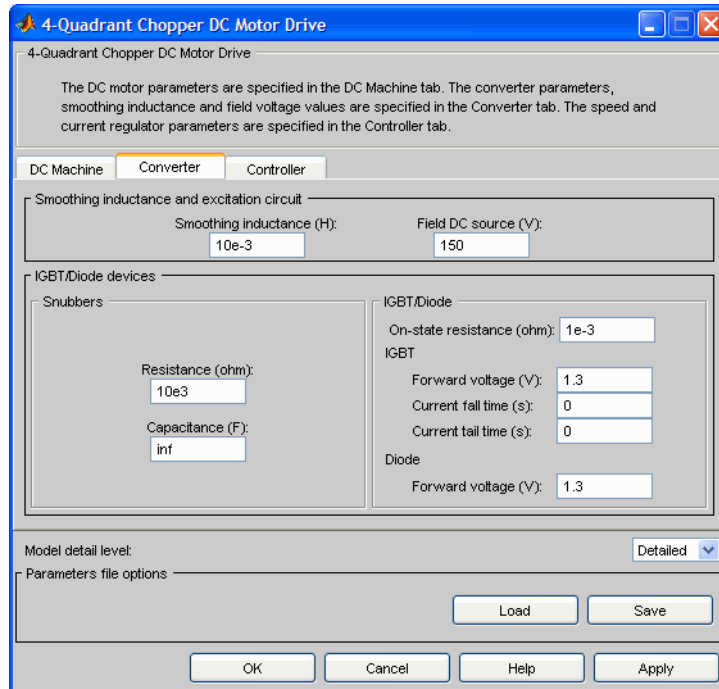 4-Quadrant Chopper DC Motor Drive
4-Quadrant Chopper DC Motor Drive
The DC motor parameters are specified in the DC Machine tab. The converter parameters,
smoothing inductance and field voltage values are specified in the Converter tab. The speed and
current regulator parameters are specified in the Controller tab.
DC Machine Converter Controller
Smoothing inductance and excitation circuit
Smoothing inductance (H): Field DC source (V):
10e-3 150
IGBT/Diode devices
Snubbers
Resistance (ohm):
10e3
Capacitance (F):
inf
IGBT/Diode
On-state resistance (ohm): 1e-3
IGBT
Forward voltage (V): 1.3
Current fall time (s): 0
Current tail time (s): 0
Diode
Forward voltage (V): 1.3
Model detail level: Detailed
Parameters file options
Load Save
OK Cancel Help Apply